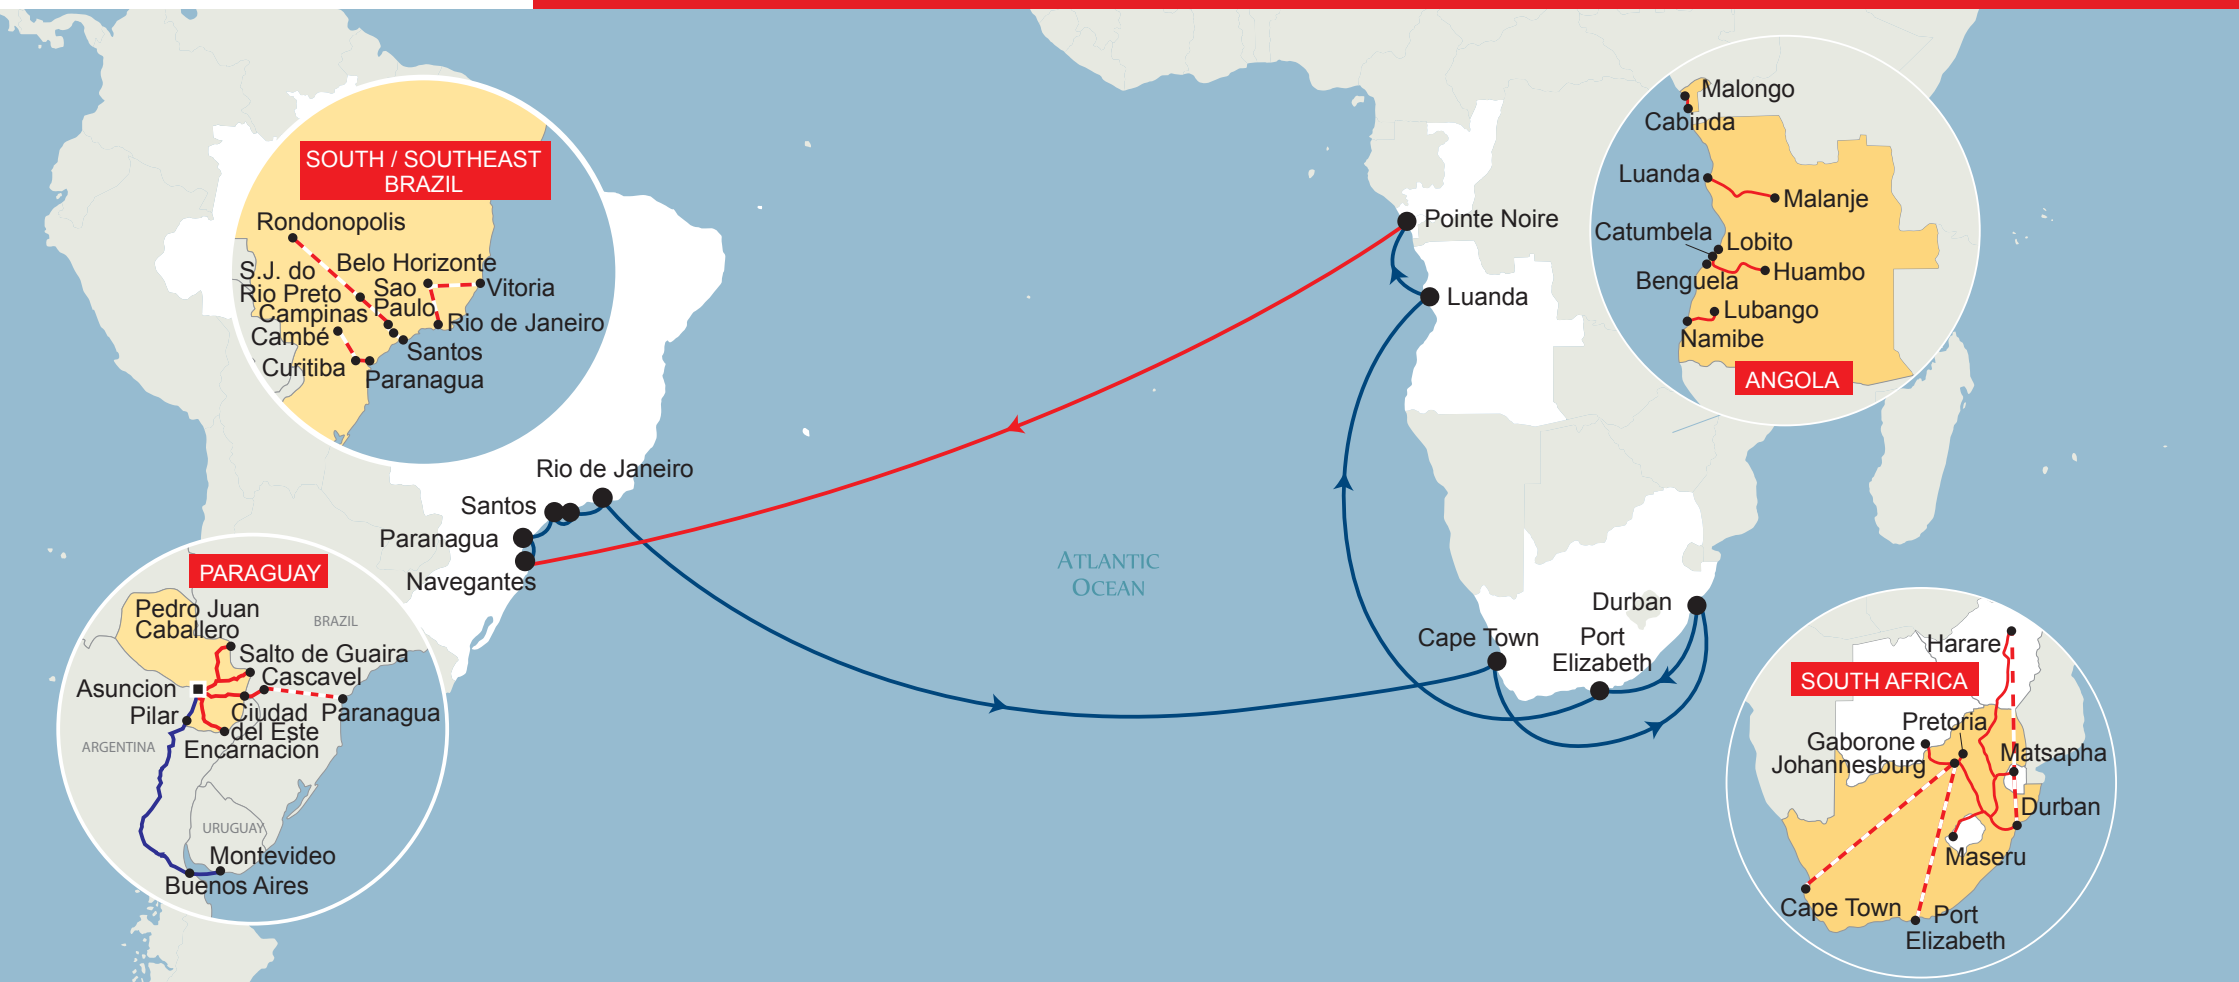 SOUTH / SOUTHEAST
BRAZIL
Rondonopolis
Belo Horizonte
S.J. do
Rio Preto
Sao
Paulo
Vitoria
Campinas
Rio de Janeiro
Cambé
Santos
Curitiba
Paranagua
Rio de Janeiro
Santos
Paranagua
Navegantes
PARAGUAY
Pedro Juan
Caballero
BRAZIL
Salto de Guaira
Cascavel
Asuncion
Pilar
Ciudad
del Este
Paranagua
ARGENTINA
Encarnacion
URUGUAY
Montevideo
Buenos Aires
ATLANTIC
OCEAN
Pointe Noire
Luanda
Durban
Cape Town
Port
Elizabeth
Malongo
Cabinda
Luanda
Malanje
Catumbela
Lobito
Benguela
Huambo
Lubango
Namibe
ANGOLA
Harare
SOUTH AFRICA
Pretoria
Gaborone
Johannesburg
Matsapha
Durban
Maseru
Cape Town
Port
Elizabeth